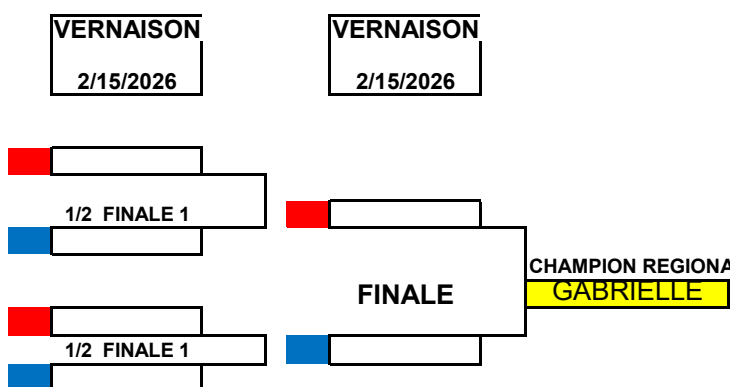 VERNAISON
2/15/2026
VERNAISON
2/15/2026
1/2 FINALE 1
CHAMPION REGIONA
GABRIELLE
FINALE
1/2 FINALE 1